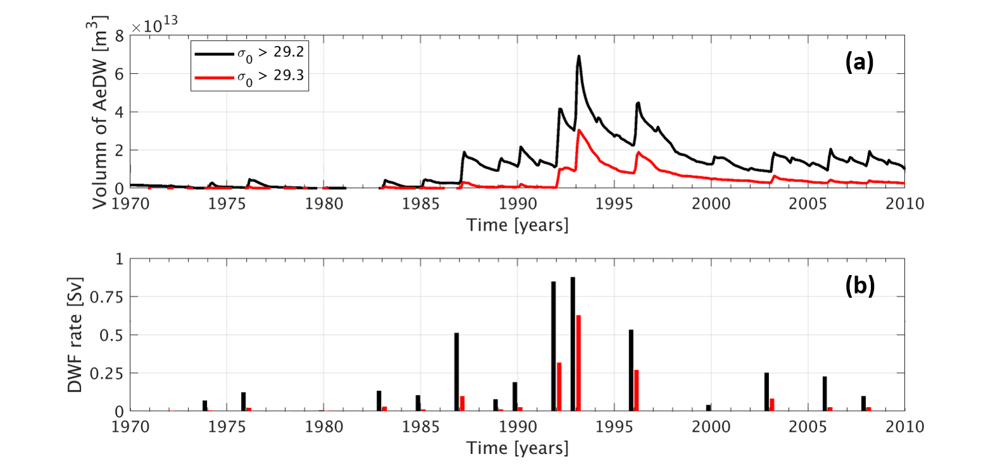 ×10^13
Volumn of AeDW [m^3]
8
6
4
2
0
σ_0 > 29.2
σ_0 > 29.3
(a)
1970 1975 1980 1985 1990 1995 2000 2005 2010
Time [years]
DWF rate [Sv]
1
0.75
0.5
0.25
0
(b)
1970 1975 1980 1985 1990 1995 2000 2005 2010
Time [years]